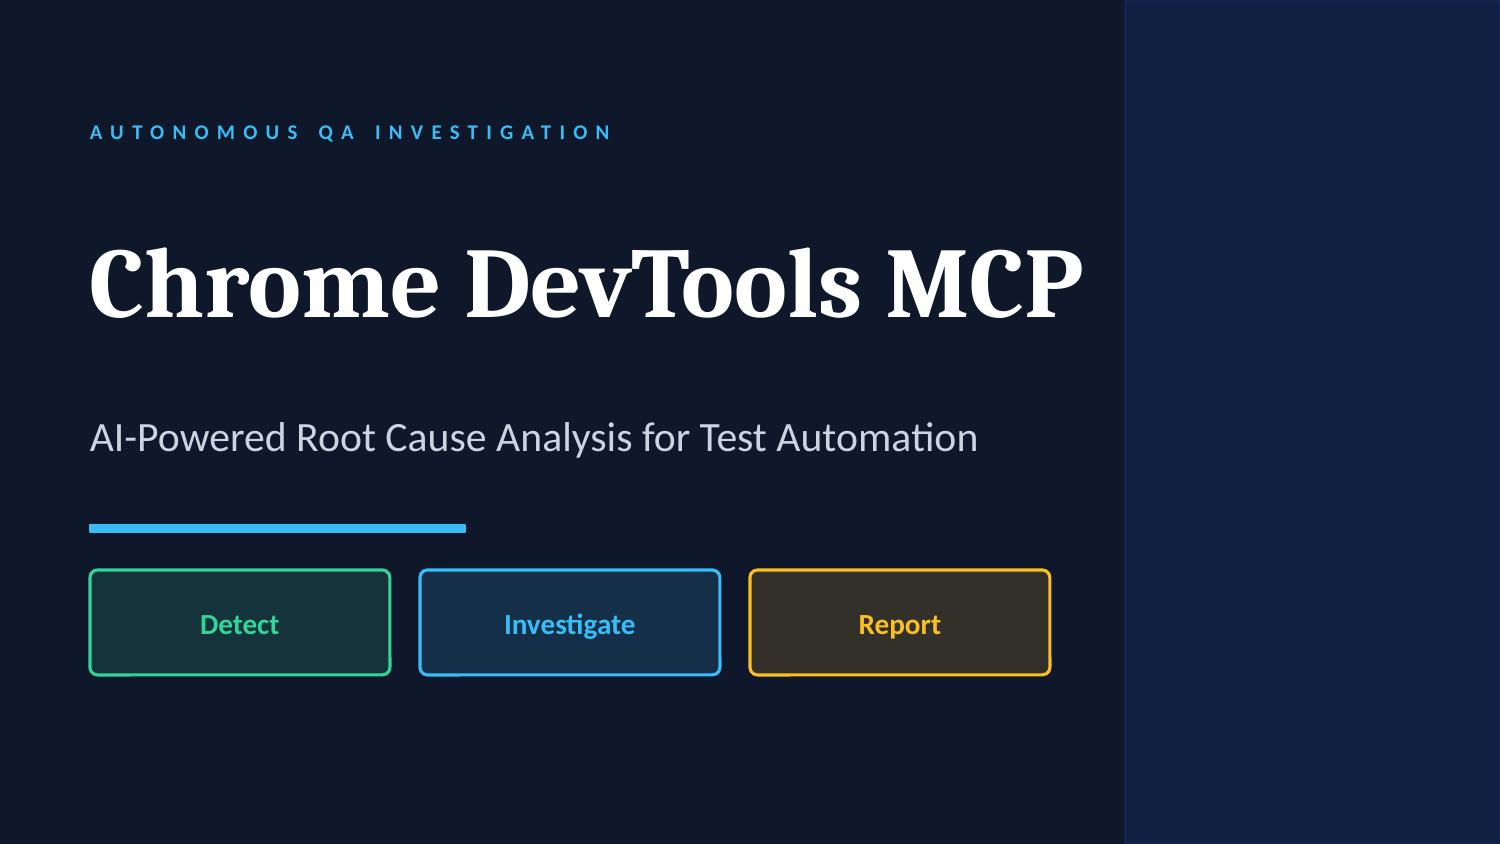 AUTONOMOUS QA INVESTIGATION
Chrome DevTools MCP
AI-Powered Root Cause Analysis for Test Automation
Detect
Investigate
Report